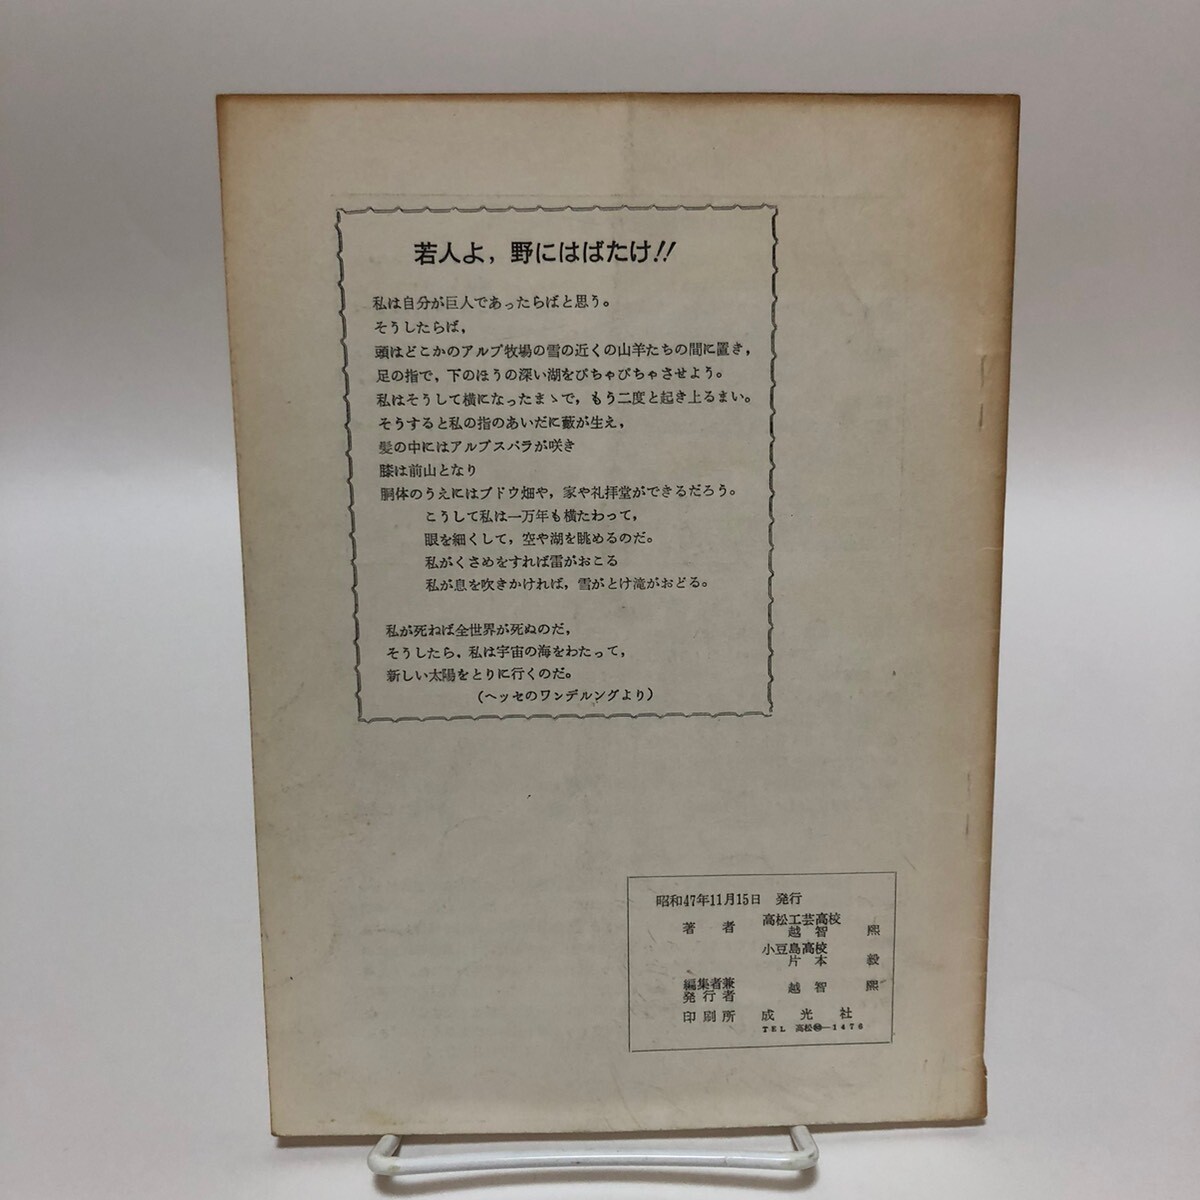 若人よ，野にはばたけ!!
私は自分が巨人であったらばと思う。
そうしたらば，
頭はどこかのアルプ牧場の雪の近くの山羊たちの間に置き，
足の指で，下のほうの深い湖をぴちゃぴちゃさせよう。
私はそうして横になったまゝで，もう二度と起き上るまい。
そうすると私の指のあいだに藪が生え，
髪の中にはアルプスバラが咲き
膝は前山となり
胴体のうえにはブドウ畑や，家や礼拝堂ができるだろう。
こうして私は一万年も横たわって，
眼を細くして，空や湖を眺めるのだ。
私がくさめをすれば雷がおこる
私が息を吹きかければ，雪がとけ滝がおどる。
私が死ねば全世界が死ぬのだ，
そうしたら、私は宇宙の海をわたって，
新しい太陽をとりに行くのだ。
(ヘッセのワンデルングより)
昭和47年11月15日 発行
著 者 高松工芸高校
越智 熙
小豆島高校
片本 毅
編集者兼
発行者 越智 熙
印刷所 成光社
TEL 高松 —1476